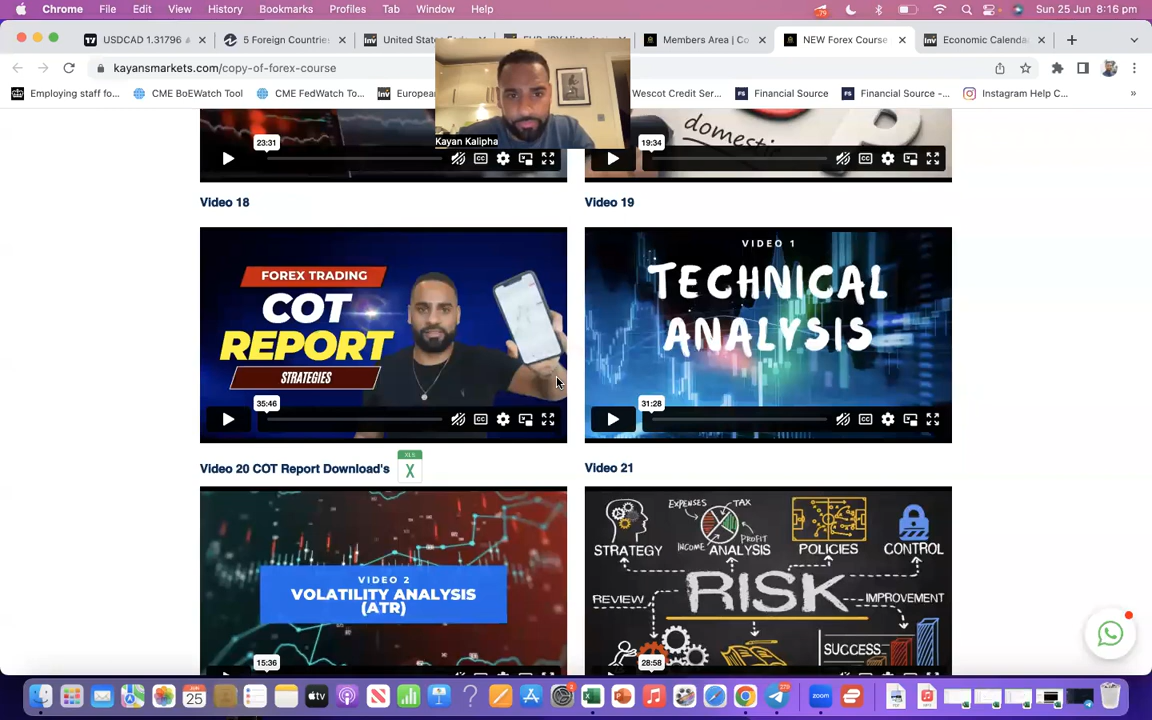 Chrome File Edit View History Bookmarks Profiles Tab Window Help
Sun 25 Jun 8:16 pm
USDCAD 1.31796
5 Foreign Countrie
Members Area | Co
NEW Forex Course
Economic Calenda
kayansmarkets.com/copy-of-forex-course
Employing staff fo...
CME BoEWatch Tool
CME FedWatch To...
European
Wescot Credit Ser...
Financial Source
Financial Source -...
Instagram Help C...
»
Kayan Kalipha
domestic
23:31
19:34
Video 18
Video 19
FOREX TRADING
COT
REPORT
STRATEGIES
35:46
VIDEO 1
TECHNICAL
ANALYSIS
31:28
Video 20 COT Report Download's
XLS
X
Video 21
VIDEO 2
VOLATILITY ANALYSIS
(ATR)
15:36
EXPENSES
TAX
INCOME
PROFIT
STRATEGY
ANALYSIS
POLICIES
CONTROL
RISK
REVIEW
IMPROVEMENT
SUCCESS
28:58